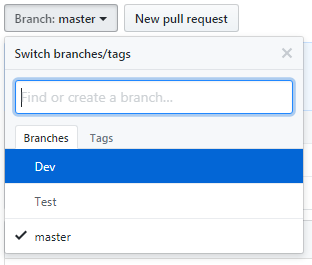 Branch: master New pull request
Switch branches/tags
Find or create a branch...
Branches Tags
Dev
Test
master